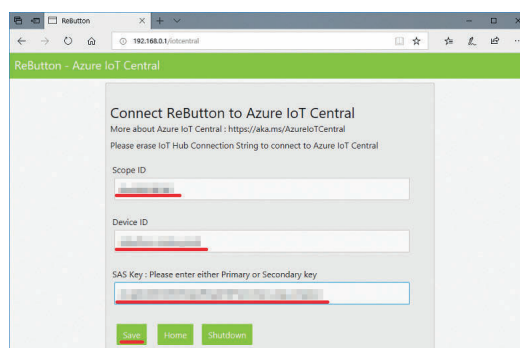 ReButton
192.168.0.1/iotcentral
ReButton - Azure IoT Central
Connect ReButton to Azure IoT Central
More about Azure IoT Central : https://aka.ms/AzureIoTCentral
Please erase IoT Hub Connection String to connect to Azure IoT Central
Scope ID
Device ID
SAS Key : Please enter either Primary or Secondary key
Save Home Shutdown